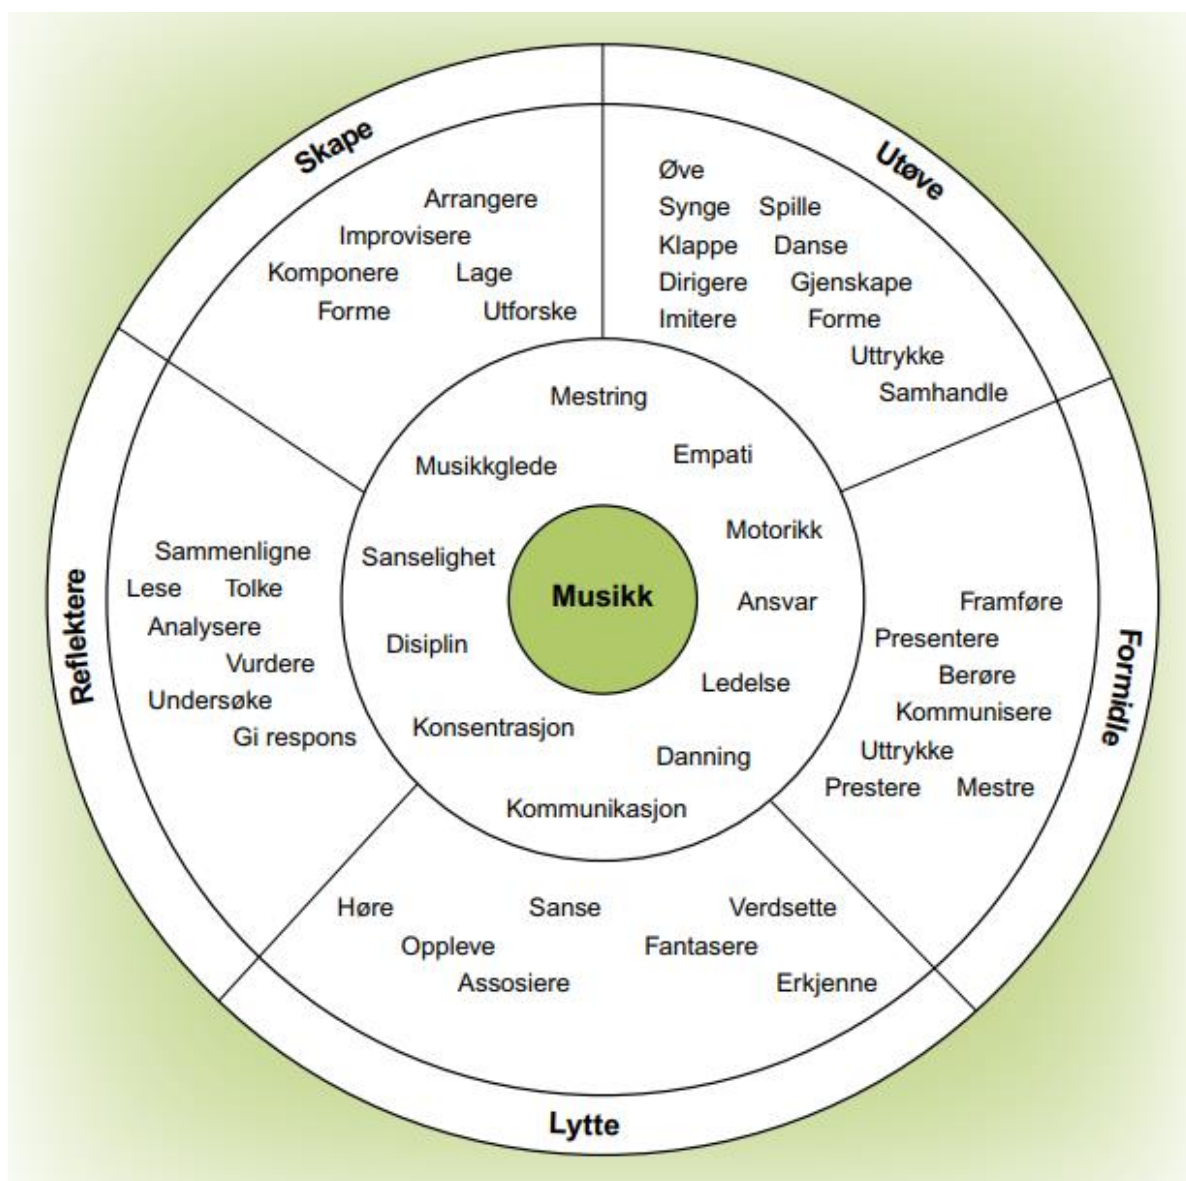 Skape
Arrangere
Improvisere
Komponere Lage
Forme Utforske
Utøve
Øve
Synge Spille
Klappe Danse
Dirigere Gjenskape
Imitere Forme
Uttrykke
Samhandle
Formidle
Framføre
Presentere
Berøre
Kommunisere
Uttrykke
Prestere Mestre
Lytte
Høre Sanse Verdsette
Oppleve Fantasere
Assosiere Erkjenne
Reflektere
Sammenligne
Lese Tolke
Analysere
Vurdere
Undersøke
Gi respons
Mestring
Empati
Musikkglede
Motorikk
Sanselighet
Musikk
Ansvar
Disiplin
Ledelse
Konsentrasjon
Danning
Kommunikasjon